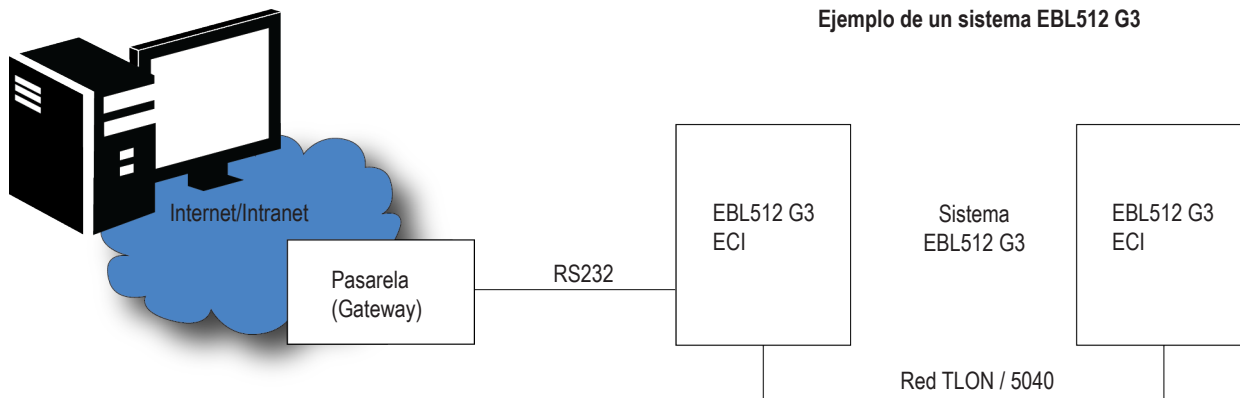 Ejemplo de un sistema EBL512 G3
Internet/Intranet
Pasarela
(Gateway)
RS232
EBL512 G3
ECI
Sistema
EBL512 G3
EBL512 G3
ECI
Red TLON / 5040